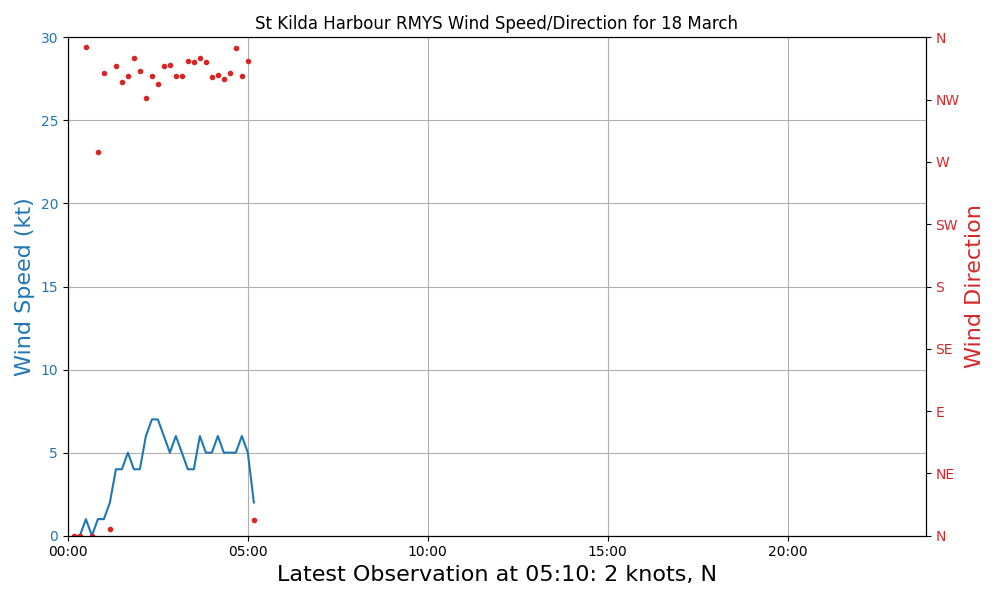 St Kilda Harbour RMYS Wind Speed/Direction for 18 March
30
25
20
15
10
5
0
Wind Speed (kt)
N
NW
W
SW
S
SE
E
NE
N
Wind Direction
00:00
05:00
10:00
15:00
20:00
Latest Observation at 05:10: 2 knots, N